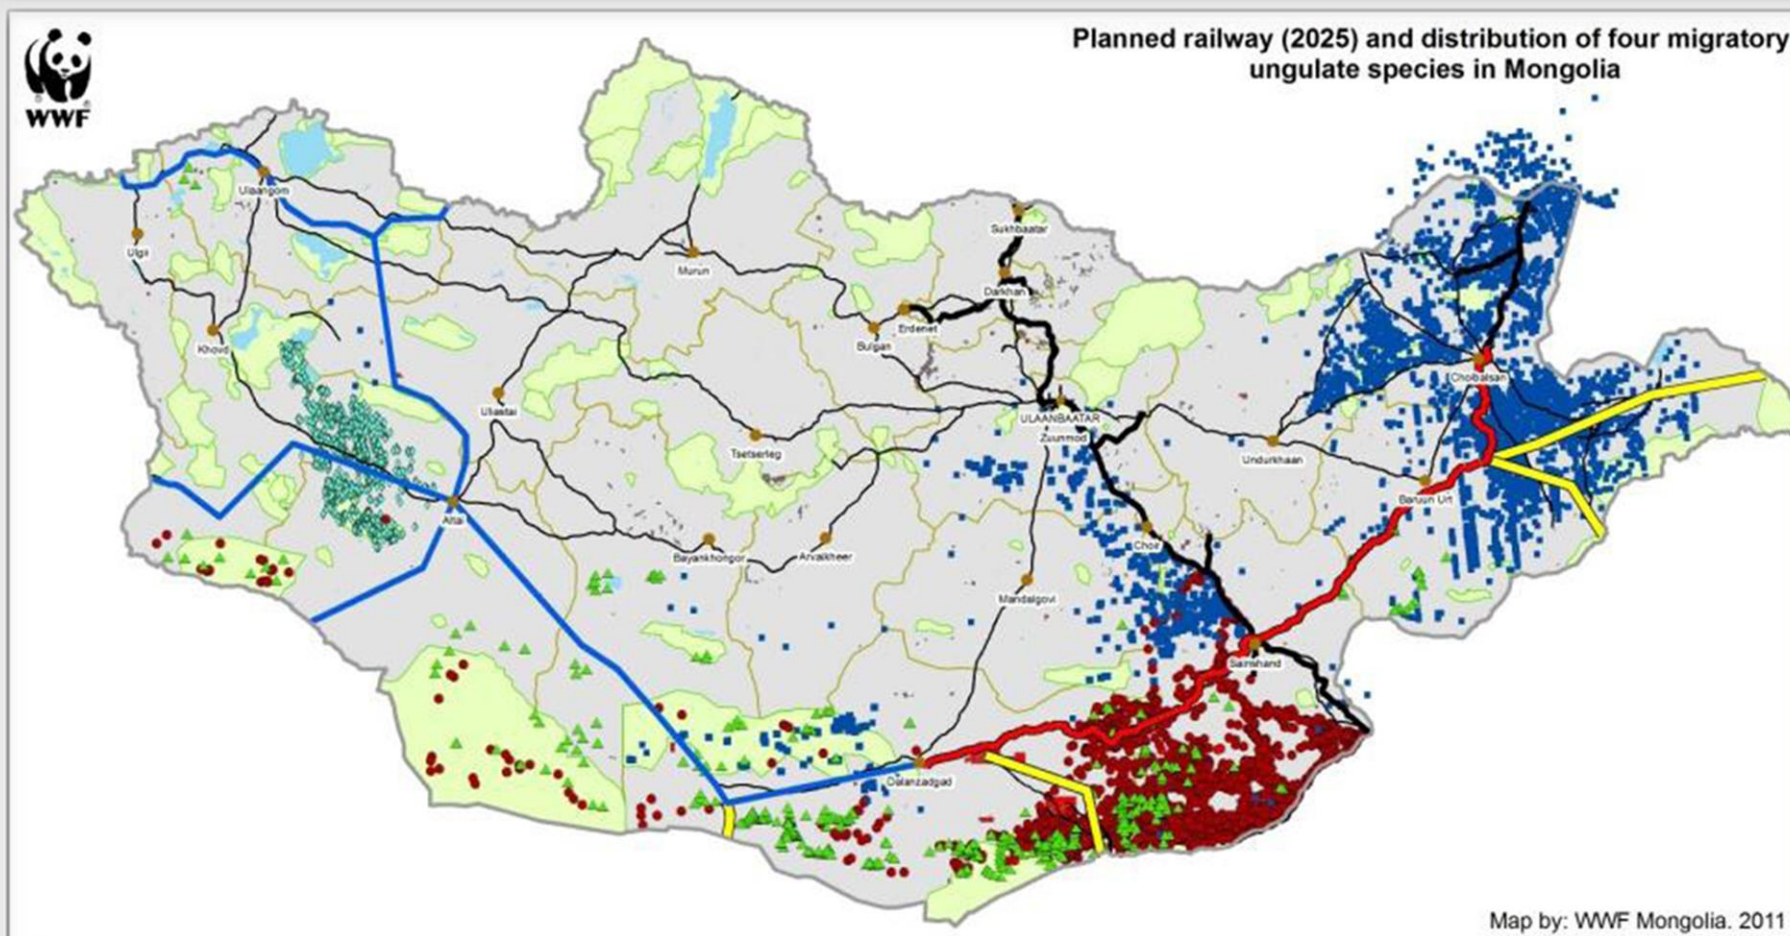 Planned railway (2025) and distribution of four migratory
ungulate species in Mongolia
WWF
Ulaangom
Ulgii
Khovd
Murun
Sukhbaatar
Darkhan
Erdenet
Bulgan
Uliastai
Tsetserleg
ULAANBAATAR
Zuunmod
Undurkhaan
Choibalsan
Baruun Urt
Altai
Bayankhongor
Arvaikheer
Choir
Mandalgovi
Sainshand
Dalanzadgad
Map by: WWF Mongolia. 2011